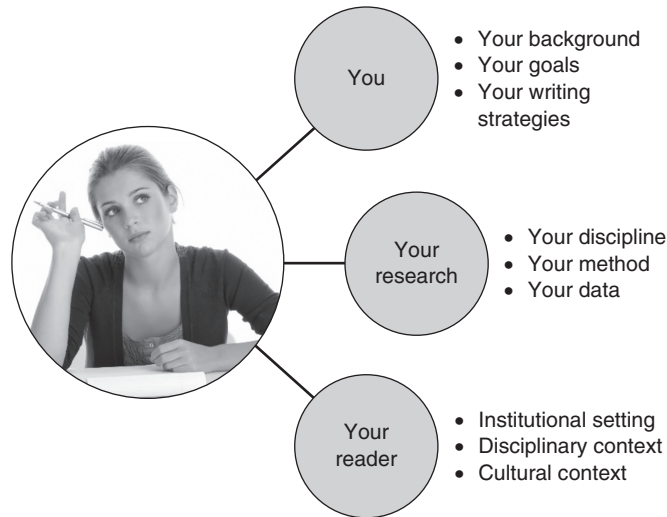 You
• Your background
• Your goals
• Your writing
strategies
Your
research
• Your discipline
• Your method
• Your data
Your
reader
• Institutional setting
• Disciplinary context
• Cultural context